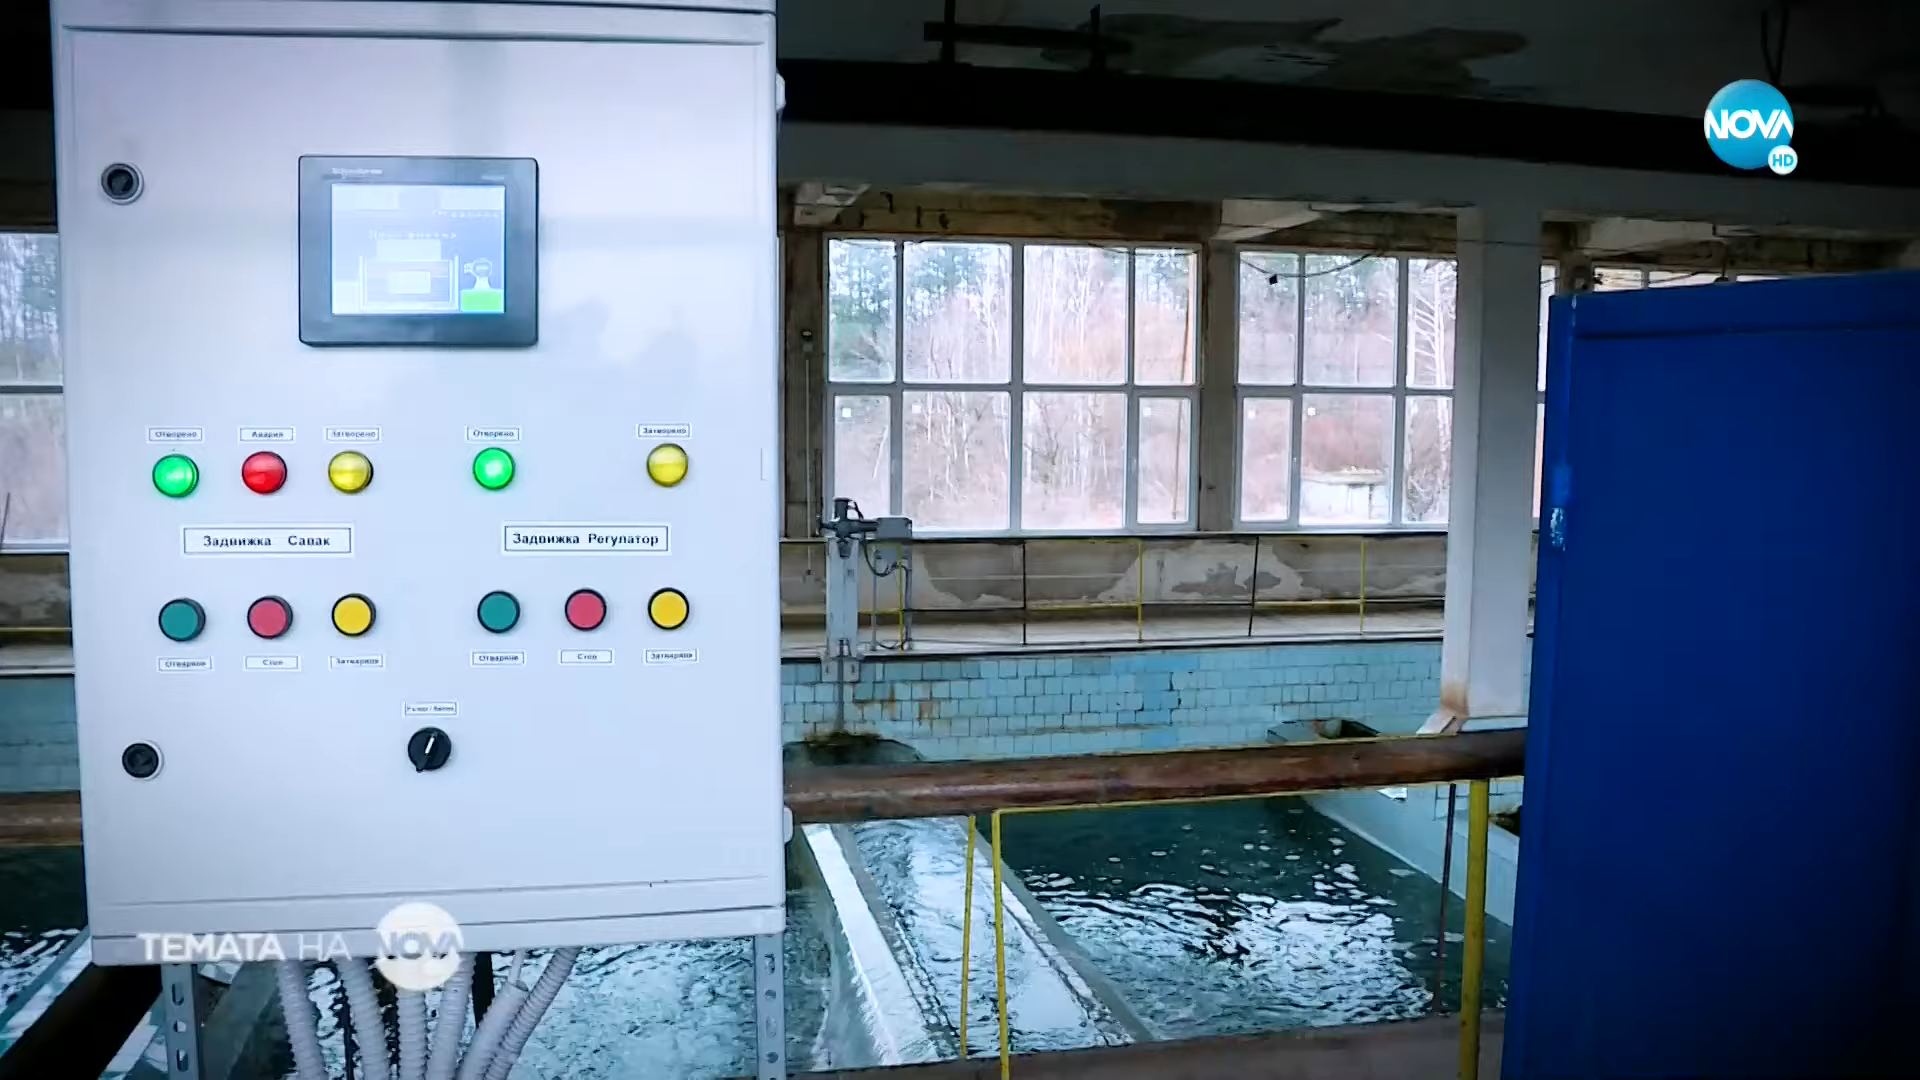 NOVA
HD
Отворено
Авария
Затворено
Отворено
Затворено
Задвижка Савак
Задвижка Регулатор
Отваряне
Стоп
Затваряне
Отваряне
Стоп
Затваряне
ТЕМАТА НА NOVA